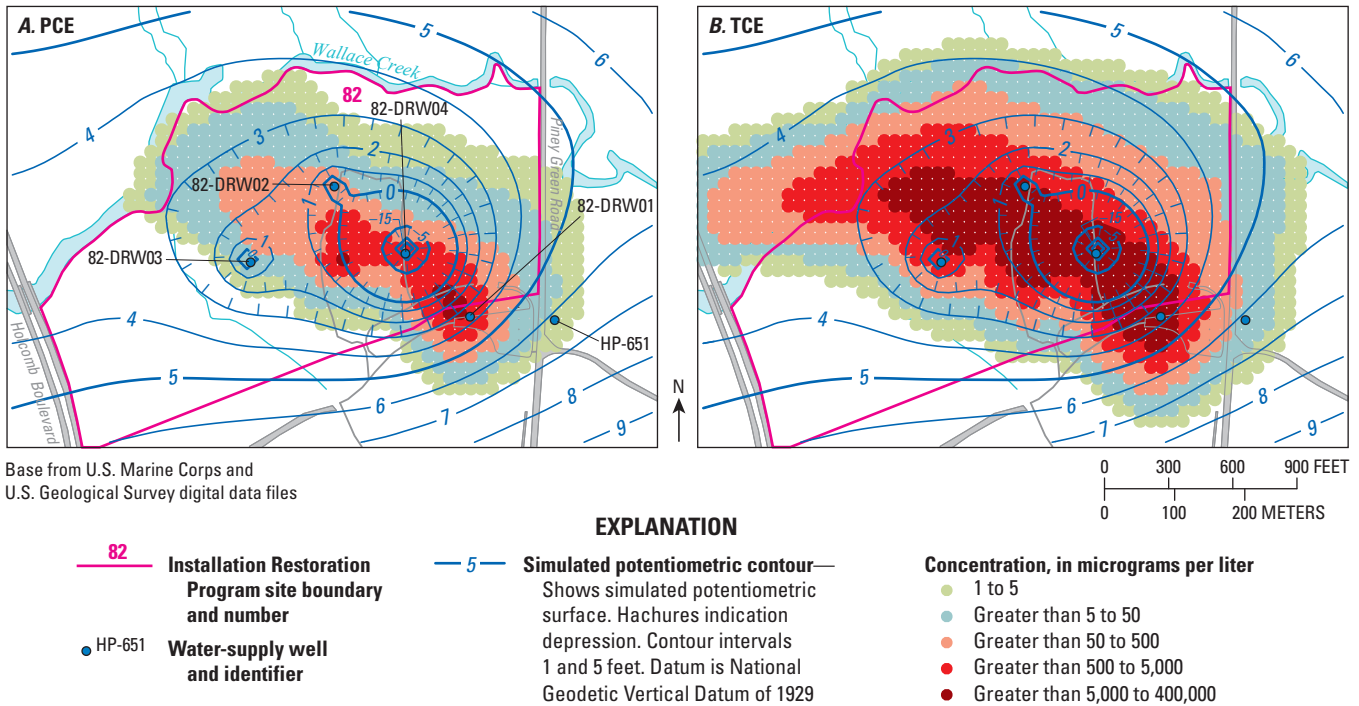 A. PCE
Wallace Creek
82
82-DRW04
82-DRW02
82-DRW01
82-DRW03
HP-651
Piney Green Road
Holcomb Boulevard
5
6
4
3
2
1
0
-15
-5
-1
4
5
6
7
8
9
N
B. TCE
5
6
4
3
2
1
0
-15
-1
4
5
6
7
8
9
Base from U.S. Marine Corps and
U.S. Geological Survey digital data files
0 300 600 900 FEET
0 100 200 METERS
EXPLANATION
82
Installation Restoration
Program site boundary
and number
HP-651
Water-supply well
and identifier
5
Simulated potentiometric contour—
Shows simulated potentiometric
surface. Hachures indication
depression. Contour intervals
1 and 5 feet. Datum is National
Geodetic Vertical Datum of 1929
Concentration, in micrograms per liter
1 to 5
Greater than 5 to 50
Greater than 50 to 500
Greater than 500 to 5,000
Greater than 5,000 to 400,000